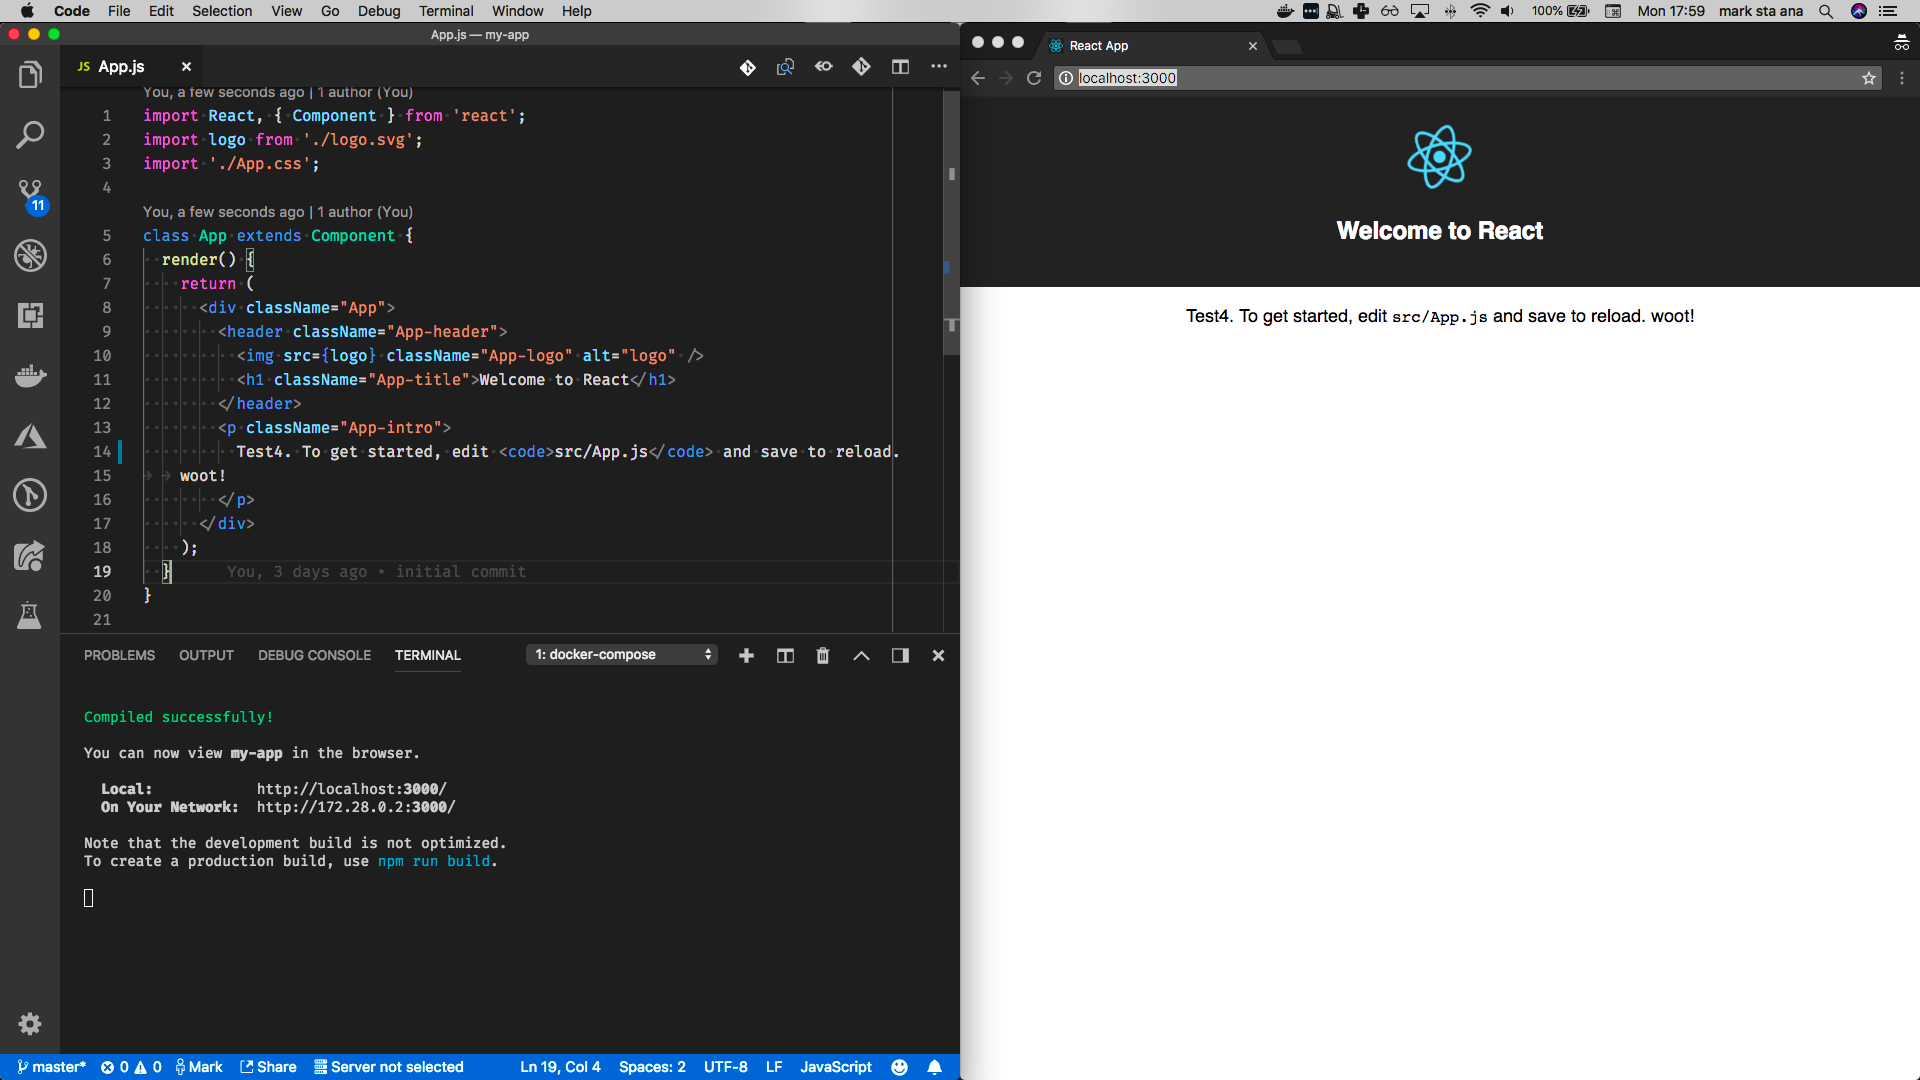 Code File Edit Selection View Go Debug Terminal Window Help
100% Mon 17:59 mark sta ana
App.js — my-app
JS App.js
You, a few seconds ago | 1 author (You)
1 import React, { Component } from 'react';
2 import logo from './logo.svg';
3 import './App.css';
4
You, a few seconds ago | 1 author (You)
5 class App extends Component {
6 render() {
7 return (
8 <div className="App">
9 <header className="App-header">
10 <img src={logo} className="App-logo" alt="logo" />
11 <h1 className="App-title">Welcome to React</h1>
12 </header>
13 <p className="App-intro">
14 Test4. To get started, edit <code>src/App.js</code> and save to reload.
15 woot!
16 </p>
17 </div>
18 );
19 } You, 3 days ago • initial commit
20 }
21
11
PROBLEMS OUTPUT DEBUG CONSOLE TERMINAL 1: docker-compose
Compiled successfully!
You can now view my-app in the browser.
Local: http://localhost:3000/
On Your Network: http://172.28.0.2:3000/
Note that the development build is not optimized.
To create a production build, use npm run build.
master* 0 0 Mark Share Server not selected Ln 19, Col 4 Spaces: 2 UTF-8 LF JavaScript
React App
localhost:3000
Welcome to React
Test4. To get started, edit src/App.js and save to reload. woot!